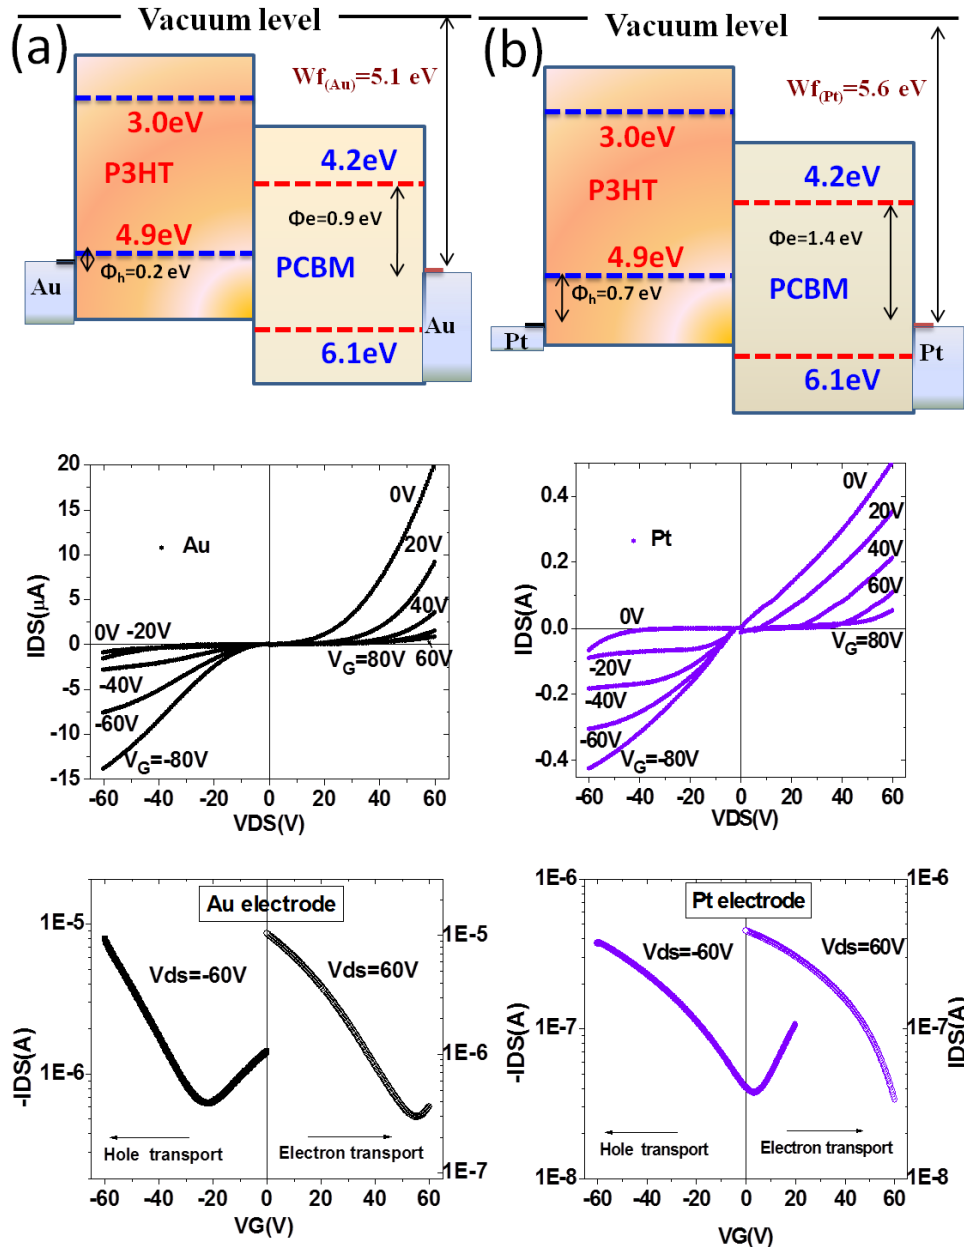 Vacuum level
(a)
Wf(Au)=5.1 eV
3.0eV
P3HT
4.2eV
Φe=0.9 eV
4.9eV
Φh=0.2 eV
PCBM
Au
Au
6.1eV
Vacuum level
(b)
Wf(Pt)=5.6 eV
3.0eV
P3HT
4.2eV
Φe=1.4 eV
4.9eV
Φh=0.7 eV
PCBM
Pt
Pt
6.1eV
20
15
10
5
0
-5
-10
-15
IDS(μA)
Au
0V
20V
40V
60V
VG=80V
0V -20V
-40V
-60V
VG=-80V
-60 -40 -20 0 20 40 60
VDS(V)
0.4
0.2
0.0
-0.2
-0.4
IDS(A)
Pt
0V
20V
40V
60V
VG=80V
0V
-20V
-40V
-60V
VG=-80V
-60 -40 -20 0 20 40 60
VDS(V)
Au electrode
1E-5
1E-6
-IDS(A)
Vds=-60V
Vds=60V
1E-5
1E-6
1E-7
Hole transport
Electron transport
-60 -40 -20 0 20 40 60
VG(V)
Pt electrode
1E-6
1E-7
1E-8
-IDS(A)
Vds=-60V
Vds=60V
1E-6
1E-7
1E-8
IDS(A)
Hole transport
Electron transport
-60 -40 -20 0 20 40 60
VG(V)